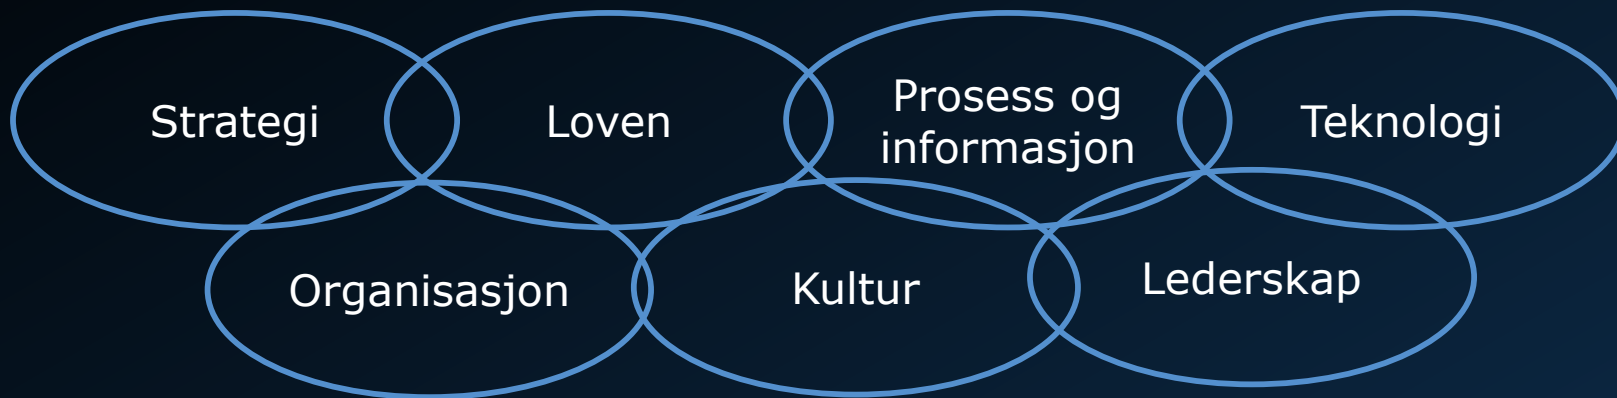 Strategi
Loven
Prosess og
informasjon
Teknologi
Organisasjon
Kultur
Lederskap